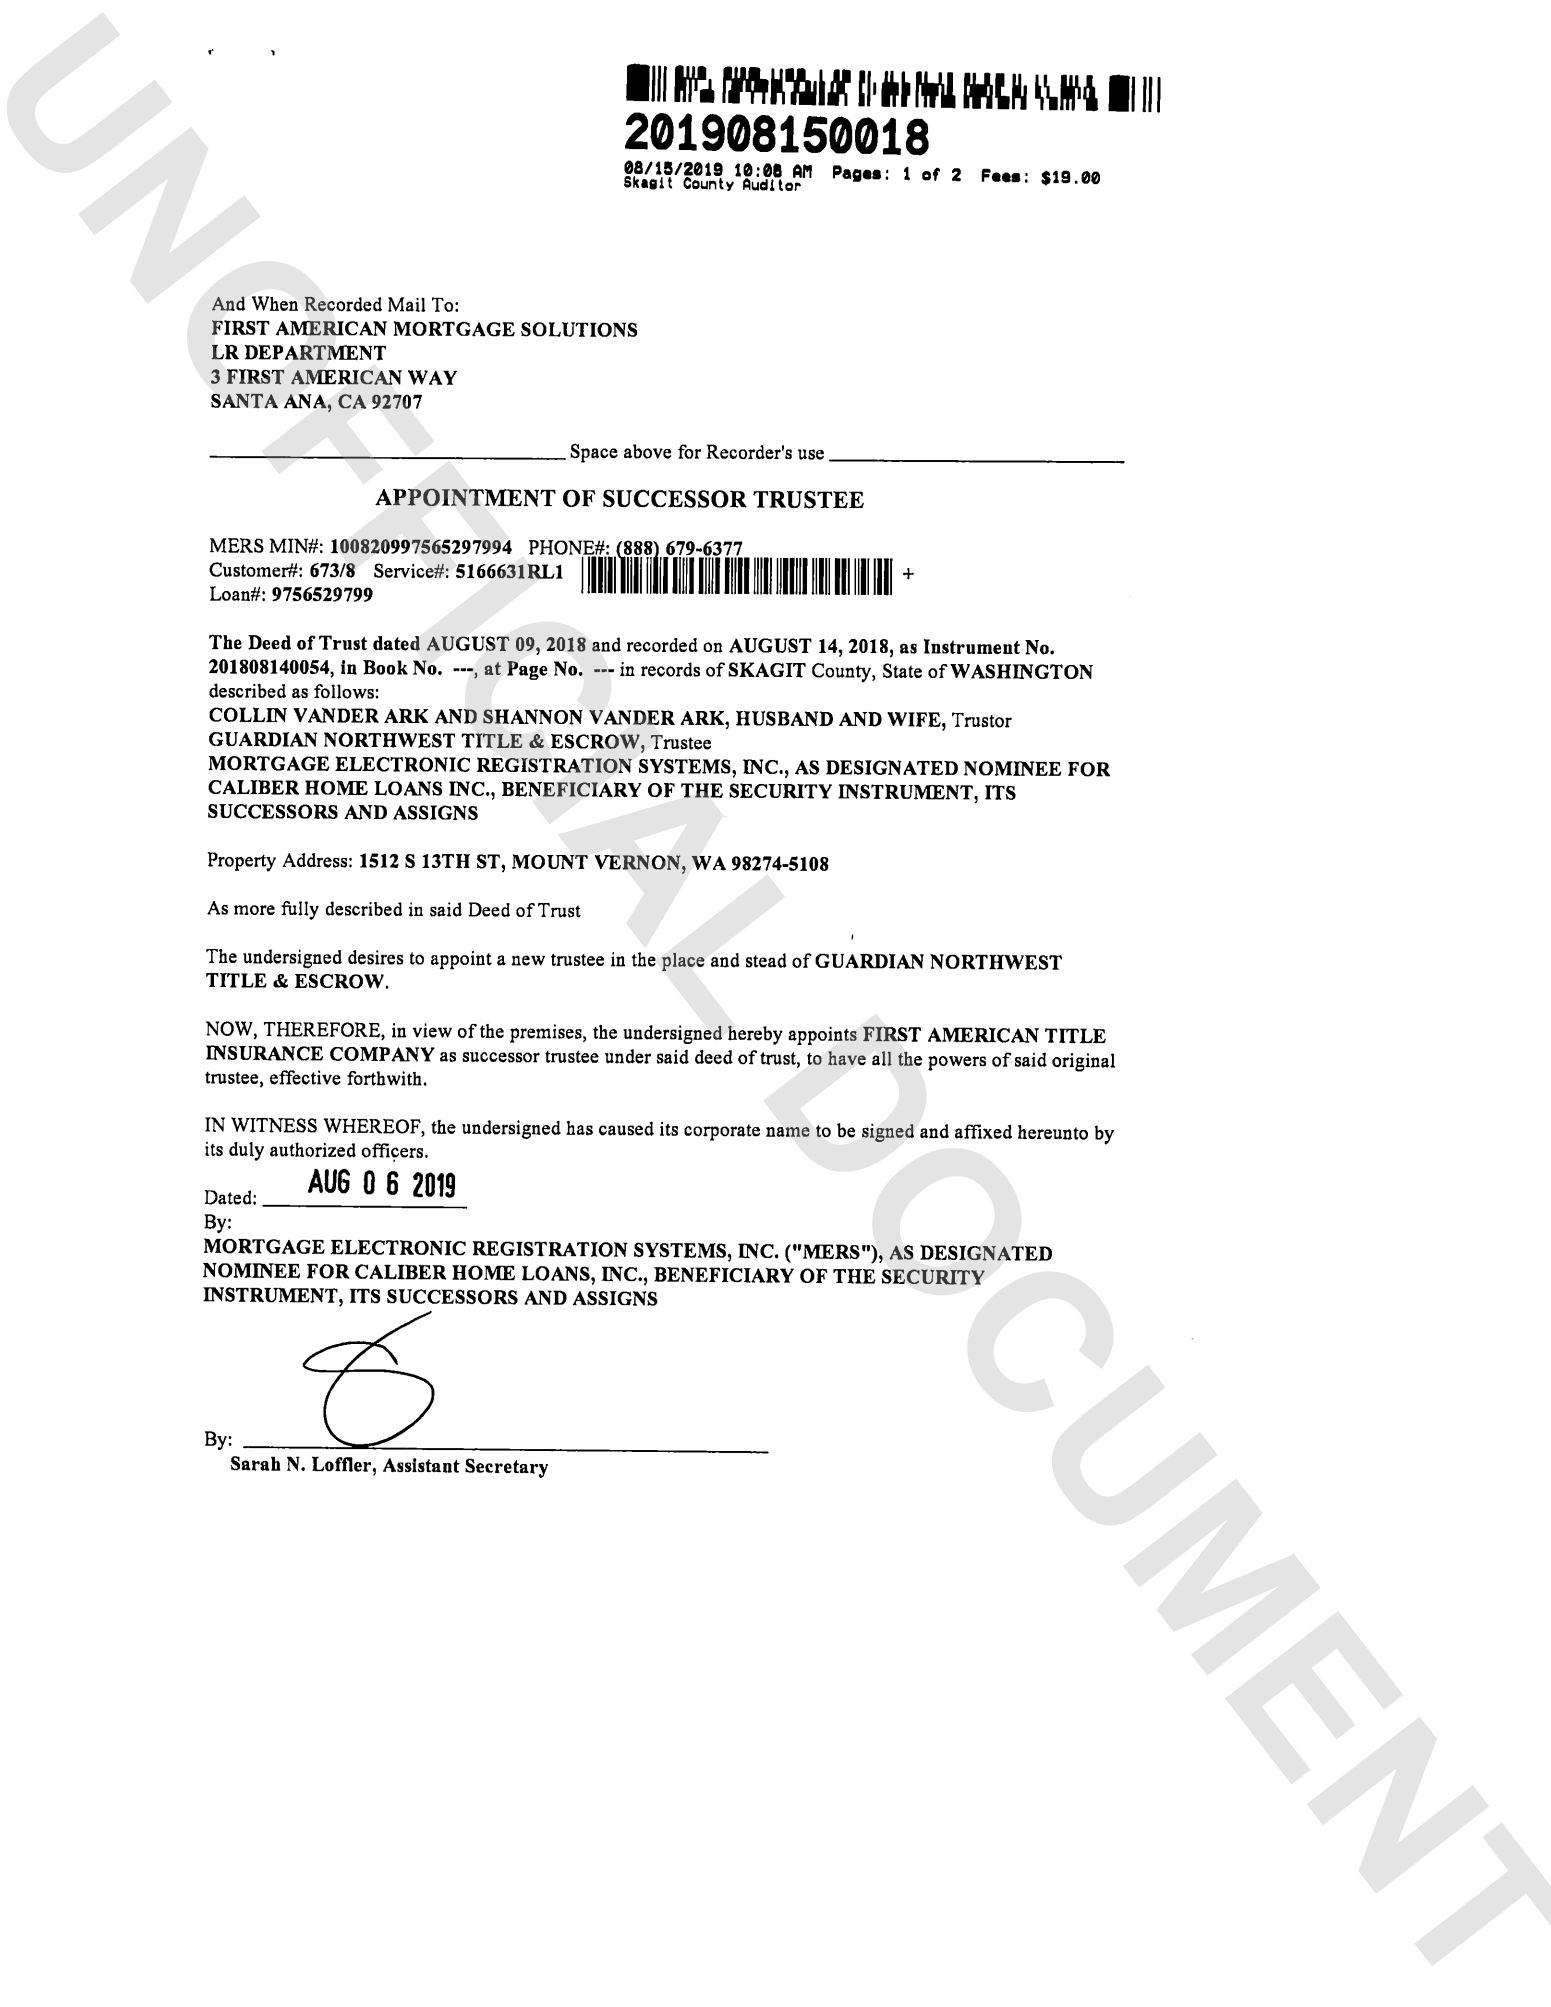 201908150018
08/15/2019 10:08 AM Pages: 1 of 2 Fees: $19.00
Skagit County Auditor
And When Recorded Mail To:
FIRST AMERICAN MORTGAGE SOLUTIONS
LR DEPARTMENT
3 FIRST AMERICAN WAY
SANTA ANA, CA 92707
Space above for Recorder's use
APPOINTMENT OF SUCCESSOR TRUSTEE
MERS MIN#: 100820997565297994 PHONE#: (888) 679-6377
Customer#: 673/8 Service#: 5166631RL1 +
Loan#: 9756529799
The Deed of Trust dated AUGUST 09, 2018 and recorded on AUGUST 14, 2018, as Instrument No.
201808140054, in Book No. ---, at Page No. --- in records of SKAGIT County, State of WASHINGTON
described as follows:
COLLIN VANDER ARK AND SHANNON VANDER ARK, HUSBAND AND WIFE, Trustor
GUARDIAN NORTHWEST TITLE & ESCROW, Trustee
MORTGAGE ELECTRONIC REGISTRATION SYSTEMS, INC., AS DESIGNATED NOMINEE FOR
CALIBER HOME LOANS INC., BENEFICIARY OF THE SECURITY INSTRUMENT, ITS
SUCCESSORS AND ASSIGNS
Property Address: 1512 S 13TH ST, MOUNT VERNON, WA 98274-5108
As more fully described in said Deed of Trust
The undersigned desires to appoint a new trustee in the place and stead of GUARDIAN NORTHWEST
TITLE & ESCROW.
NOW, THEREFORE, in view of the premises, the undersigned hereby appoints FIRST AMERICAN TITLE
INSURANCE COMPANY as successor trustee under said deed of trust, to have all the powers of said original
trustee, effective forthwith.
IN WITNESS WHEREOF, the undersigned has caused its corporate name to be signed and affixed hereunto by
its duly authorized officers.
Dated: AUG 06 2019
By:
MORTGAGE ELECTRONIC REGISTRATION SYSTEMS, INC. ("MERS"), AS DESIGNATED
NOMINEE FOR CALIBER HOME LOANS, INC., BENEFICIARY OF THE SECURITY
INSTRUMENT, ITS SUCCESSORS AND ASSIGNS
By:
Sarah N. Loffler, Assistant Secretary
UNOFFICIAL DOCUMENT